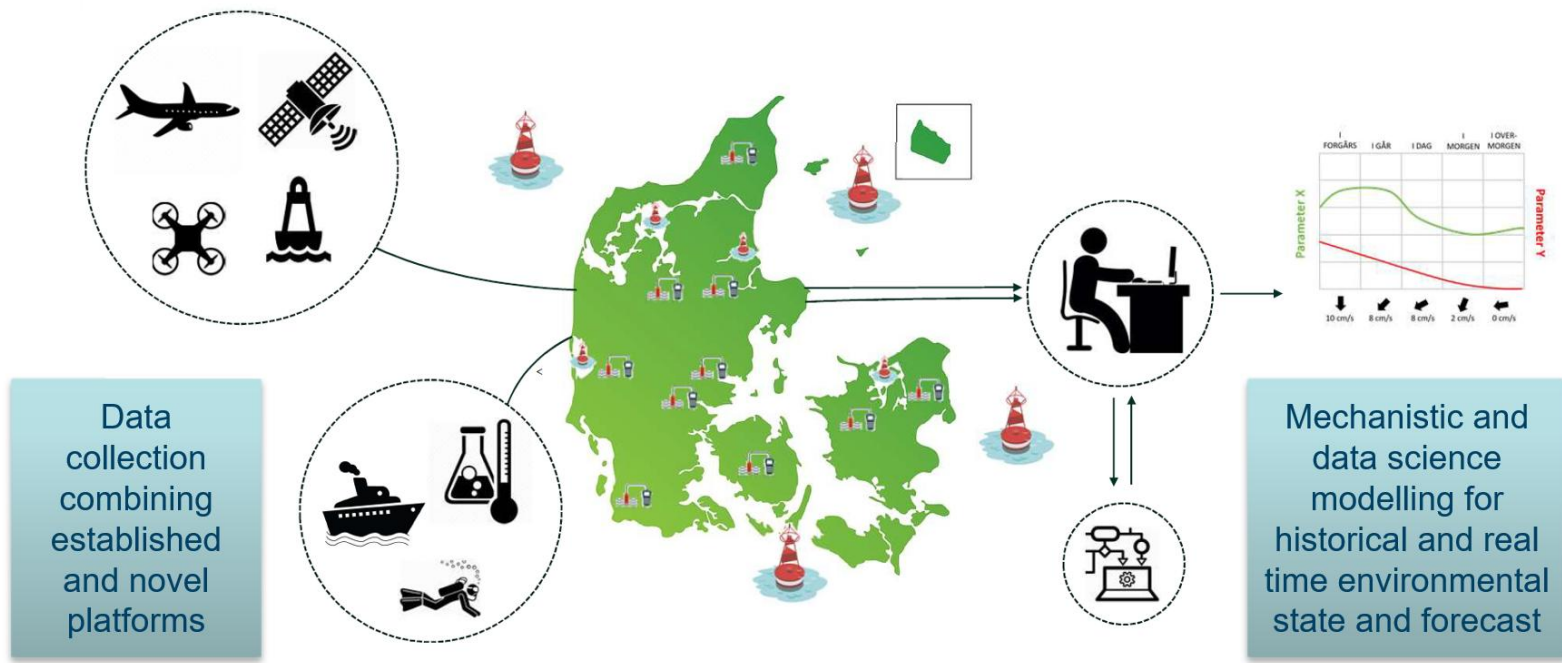 Data
collection
combining
established
and novel
platforms
<
I
FORGÅRS
I GÅR
I DAG
I
MORGEN
I OVER-
MORGEN
Parameter X
Parameter Y
10 cm/s
8 cm/s
8 cm/s
2 cm/s
0 cm/s
Mechanistic and
data science
modelling for
historical and real
time environmental
state and forecast